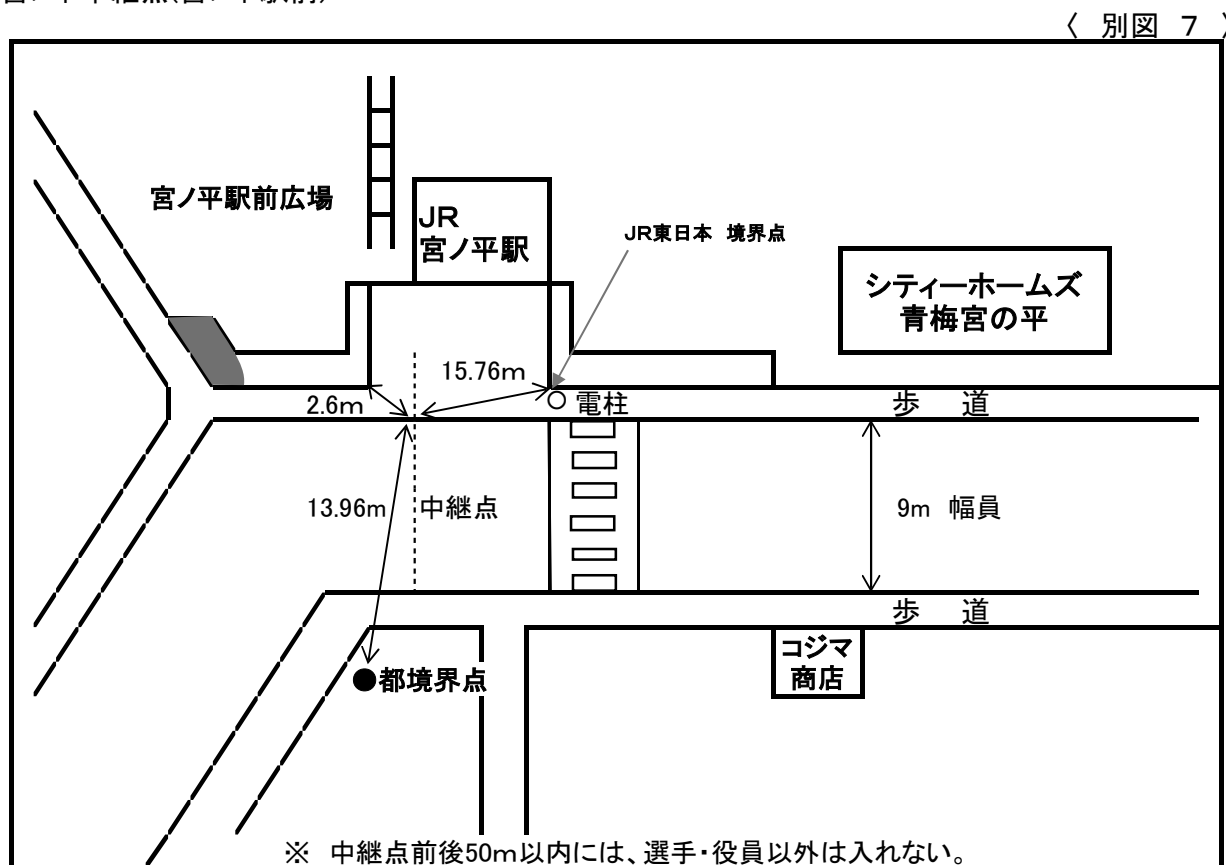 〈 別図 7 〉
宮ノ平駅前広場
JR
宮ノ平駅
JR東日本 境界点
シティーホームズ
青梅宮の平
15.76m
2.6m
電柱
歩 道
13.96m
中継点
9m 幅員
歩 道
コジマ
商店
都境界点
※ 中継点前後50m以内には、選手・役員以外は入れない。